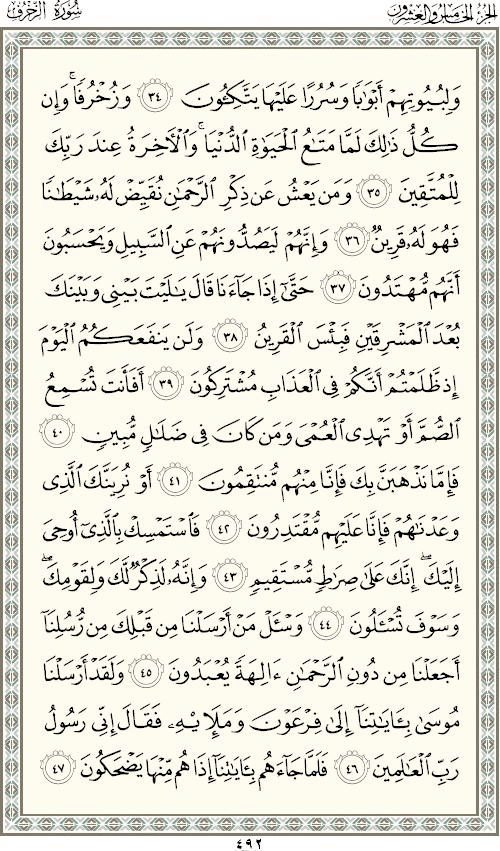 الجزء الخامس والعشرون
سورة الزخرف
وَلِبُيُوتِهِمْ أَبْوَٰبًا وَسُرُرًا عَلَيْهَا يَتَّكِـُٔونَ ٣٤ وَزُخْرُفًا ۚ وَإِن
كُلُّ ذَٰلِكَ لَمَّا مَتَٰعُ ٱلْحَيَوٰةِ ٱلدُّنْيَا ۚ وَٱلْءَاخِرَةُ عِندَ رَبِّكَ
لِلْمُتَّقِينَ ٣٥ وَمَن يَعْشُ عَن ذِكْرِ ٱلرَّحْمَٰنِ نُقَيِّضْ لَهُۥ شَيْطَٰنًا
فَهُوَ لَهُۥ قَرِينٌ ٣٦ وَإِنَّهُمْ لَيَصُدُّونَهُمْ عَنِ ٱلسَّبِيلِ وَيَحْسَبُونَ
أَنَّهُم مُّهْتَدُونَ ٣٧ حَتَّىٰٓ إِذَا جَآءَنَا قَالَ يَٰلَيْتَ بَيْنِى وَبَيْنَكَ
بُعْدَ ٱلْمَشْرِقَيْنِ فَبِئْسَ ٱلْقَرِينُ ٣٨ وَلَن يَنفَعَكُمُ ٱلْيَوْمَ
إِذ ظَّلَمْتُمْ أَنَّكُمْ فِى ٱلْعَذَابِ مُشْتَرِكُونَ ٣٩ أَفَأَنتَ تُسْمِعُ
ٱلصُّمَّ أَوْ تَهْدِى ٱلْعُمْىَ وَمَن كَانَ فِى ضَلَٰلٍ مُّبِينٍ ٤٠
فَإِمَّا نَذْهَبَنَّ بِكَ فَإِنَّا مِنْهُم مُّنتَقِمُونَ ٤١ أَوْ نُرِيَنَّكَ ٱلَّذِى
وَعَدْنَٰهُمْ فَإِنَّا عَلَيْهِم مُّقْتَدِرُونَ ٤٢ فَٱسْتَمْسِكْ بِٱلَّذِىٓ أُوحِىَ
إِلَيْكَ ۖ إِنَّكَ عَلَىٰ صِرَٰطٍ مُّسْتَقِيمٍ ٤٣ وَإِنَّهُۥ لَذِكْرٌ لَّكَ وَلِقَوْمِكَ ۖ
وَسَوْفَ تُسْـَٔلُونَ ٤٤ وَسْـَٔلْ مَنْ أَرْسَلْنَا مِن قَبْلِكَ مِن رُّسُلِنَآ
أَجَعَلْنَا مِن دُونِ ٱلرَّحْمَٰنِ ءَالِهَةً يُعْبَدُونَ ٤٥ وَلَقَدْ أَرْسَلْنَا
مُوسَىٰ بِـَٔايَٰتِنَآ إِلَىٰ فِرْعَوْنَ وَمَلَإِي۟هِۦ فَقَالَ إِنِّى رَسُولُ
رَبِّ ٱلْعَٰلَمِينَ ٤٦ فَلَمَّا جَآءَهُم بِـَٔايَٰتِنَآ إِذَا هُم مِّنْهَا يَضْحَكُونَ ٤٧
٤٩٢